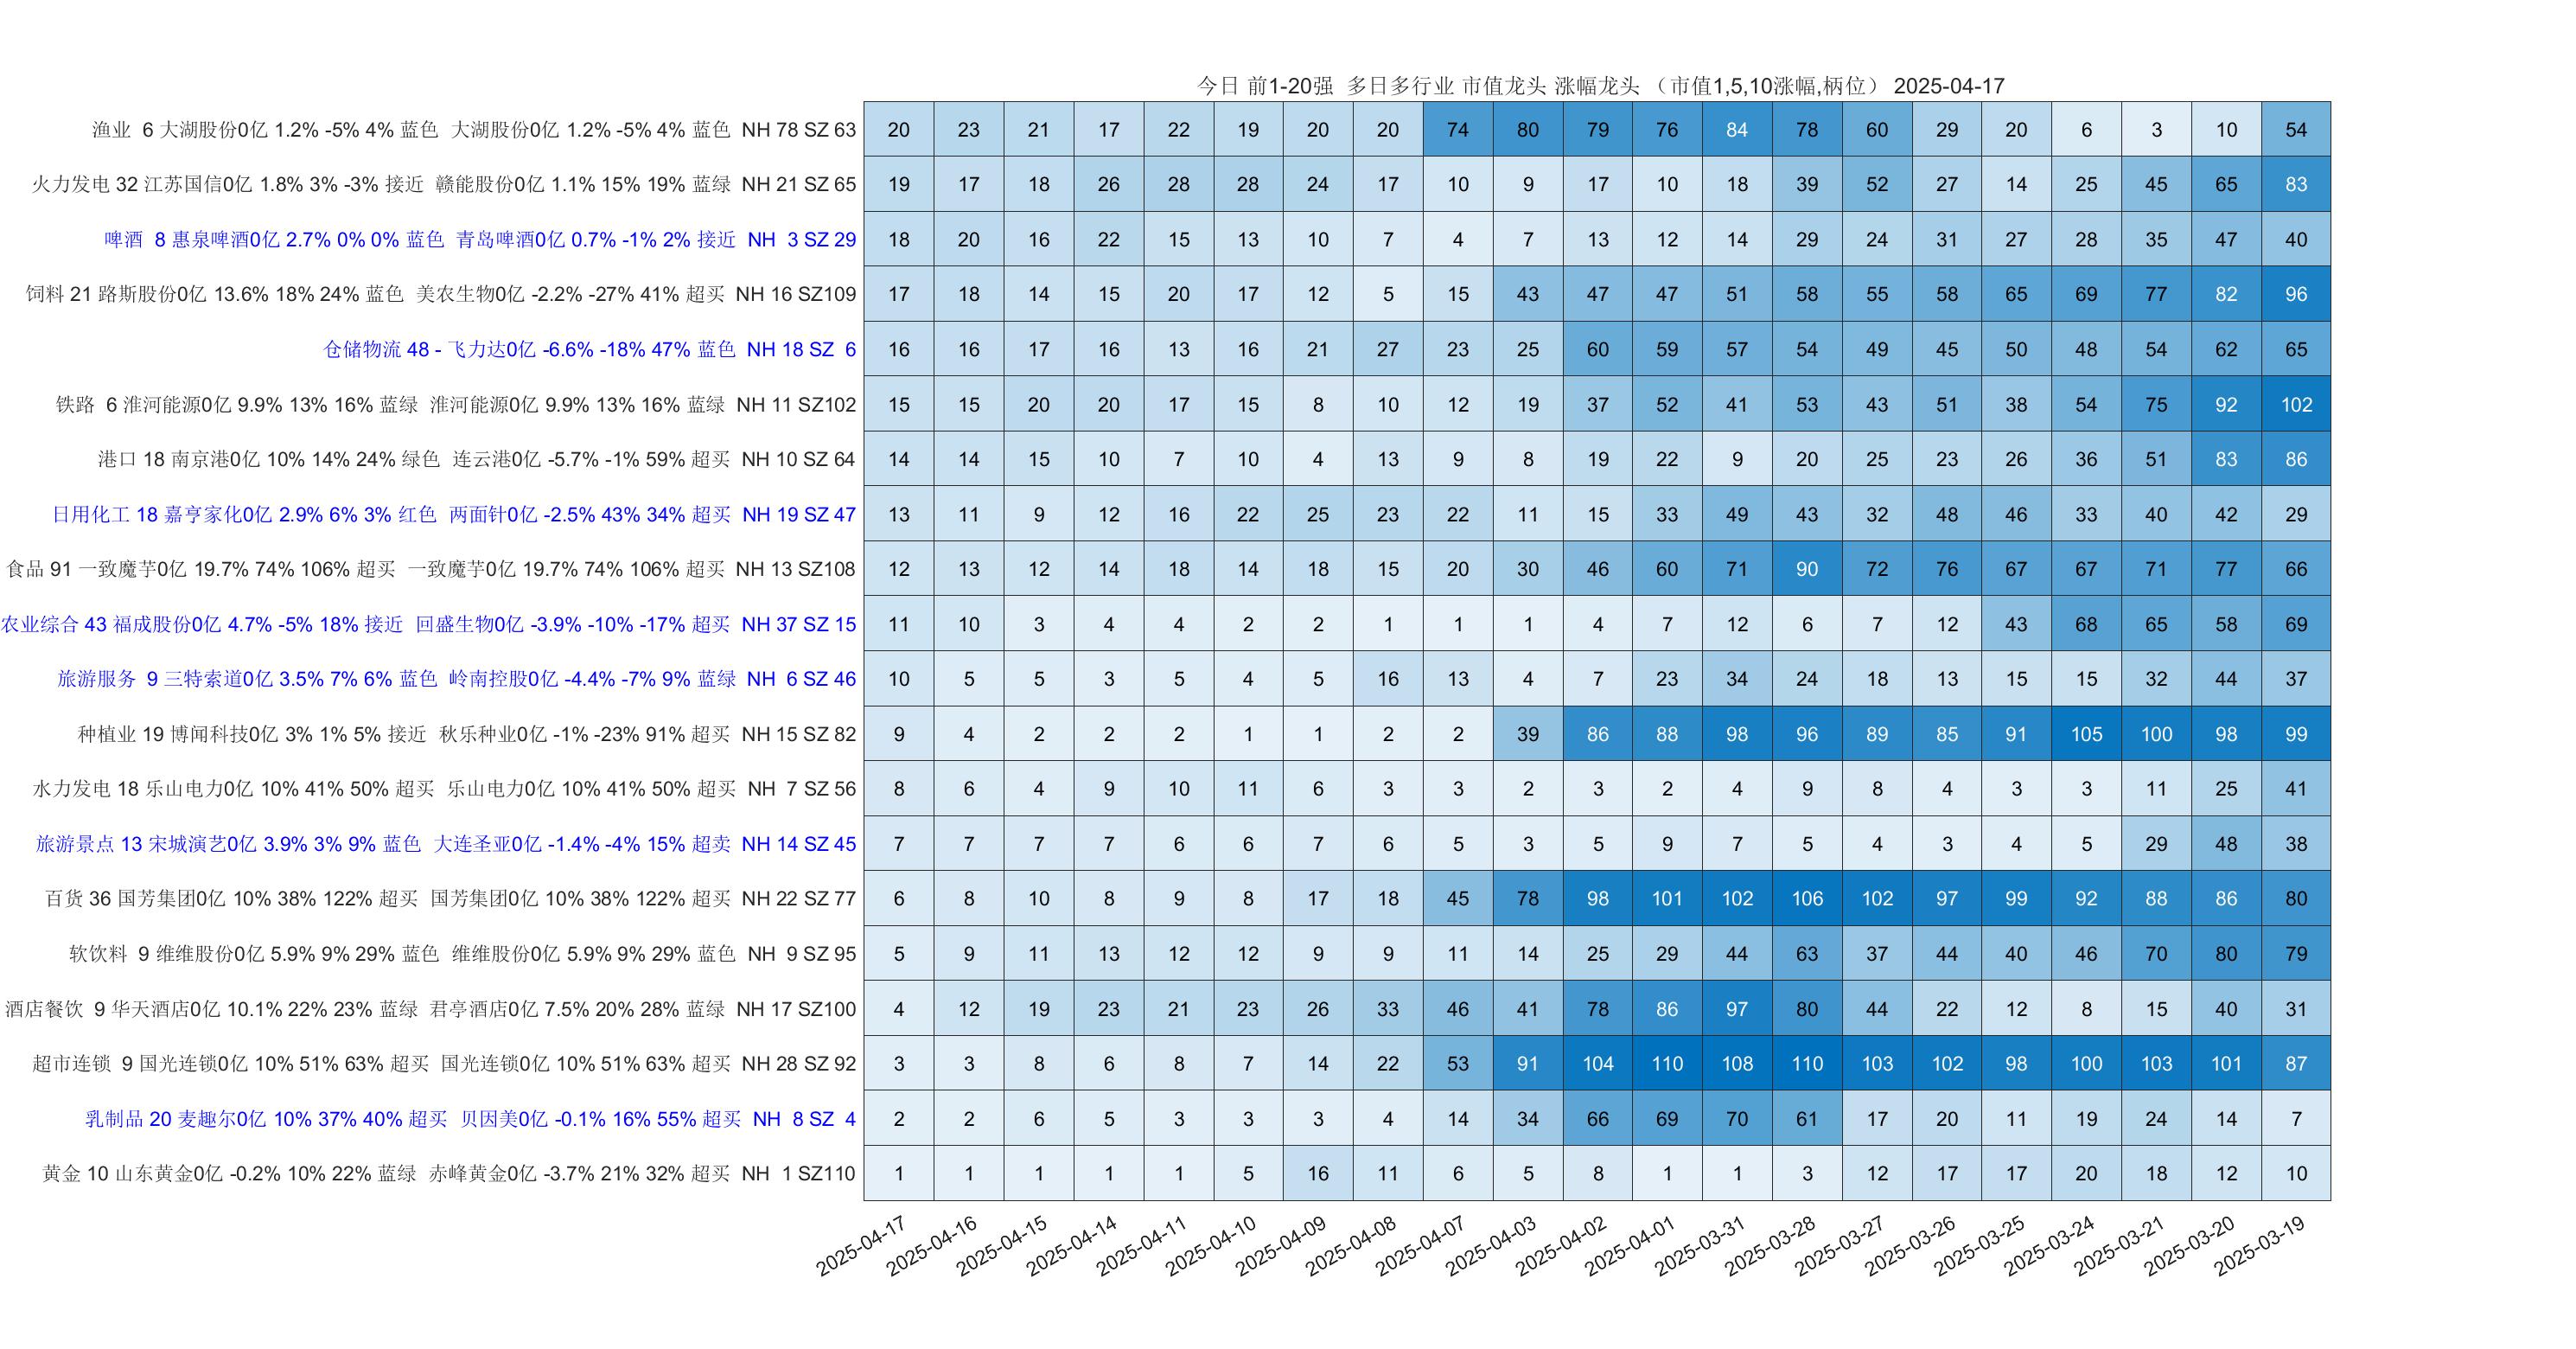 今日 前1-20强 多日多行业 市值龙头 涨幅龙头 （市值1,5,10涨幅,柄位） 2025-04-17
渔业 6 大湖股份0亿 1.2% -5% 4% 蓝色 大湖股份0亿 1.2% -5% 4% 蓝色 NH 78 SZ 63 20 23 21 17 22 19 20 20 74 80 79 76 84 78 60 29 20 6 3 10 54
火力发电 32 江苏国信0亿 1.8% 3% -3% 接近 赣能股份0亿 1.1% 15% 19% 蓝绿 NH 21 SZ 65 19 17 18 26 28 28 24 17 10 9 17 10 18 39 52 27 14 25 45 65 83
啤酒 8 惠泉啤酒0亿 2.7% 0% 0% 蓝色 青岛啤酒0亿 0.7% -1% 2% 接近 NH 3 SZ 29 18 20 16 22 15 13 10 7 4 7 13 12 14 29 24 31 27 28 35 47 40
饲料 21 路斯股份0亿 13.6% 18% 24% 蓝色 美农生物0亿 -2.2% -27% 41% 超买 NH 16 SZ109 17 18 14 15 20 17 12 5 15 43 47 47 51 58 55 58 65 69 77 82 96
仓储物流 48 - 飞力达0亿 -6.6% -18% 47% 蓝色 NH 18 SZ 6 16 16 17 16 13 16 21 27 23 25 60 59 57 54 49 45 50 48 54 62 65
铁路 6 淮河能源0亿 9.9% 13% 16% 蓝绿 淮河能源0亿 9.9% 13% 16% 蓝绿 NH 11 SZ102 15 15 20 20 17 15 8 10 12 19 37 52 41 53 43 51 38 54 75 92 102
港口 18 南京港0亿 10% 14% 24% 绿色 连云港0亿 -5.7% -1% 59% 超买 NH 10 SZ 64 14 14 15 10 7 10 4 13 9 8 19 22 9 20 25 23 26 36 51 83 86
日用化工 18 嘉亨家化0亿 2.9% 6% 3% 红色 两面针0亿 -2.5% 43% 34% 超买 NH 19 SZ 47 13 11 9 12 16 22 25 23 22 11 15 33 49 43 32 48 46 33 40 42 29
食品 91 一致魔芋0亿 19.7% 74% 106% 超买 一致魔芋0亿 19.7% 74% 106% 超买 NH 13 SZ108 12 13 12 14 18 14 18 15 20 30 46 60 71 90 72 76 67 67 71 77 66
农业综合 43 福成股份0亿 4.7% -5% 18% 接近 回盛生物0亿 -3.9% -10% -17% 超买 NH 37 SZ 15 11 10 3 4 4 2 2 1 1 1 4 7 12 6 7 12 43 68 65 58 69
旅游服务 9 三特索道0亿 3.5% 7% 6% 蓝色 岭南控股0亿 -4.4% -7% 9% 蓝绿 NH 6 SZ 46 10 5 5 3 5 4 5 16 13 4 7 23 34 24 18 13 15 15 32 44 37
种植业 19 博闻科技0亿 3% 1% 5% 接近 秋乐种业0亿 -1% -23% 91% 超买 NH 15 SZ 82 9 4 2 2 2 1 1 2 2 39 86 88 98 96 89 85 91 105 100 98 99
水力发电 18 乐山电力0亿 10% 41% 50% 超买 乐山电力0亿 10% 41% 50% 超买 NH 7 SZ 56 8 6 4 9 10 11 6 3 3 2 3 2 4 9 8 4 3 3 11 25 41
旅游景点 13 宋城演艺0亿 3.9% 3% 9% 蓝色 大连圣亚0亿 -1.4% -4% 15% 超卖 NH 14 SZ 45 7 7 7 7 6 6 7 6 5 3 5 9 7 5 4 3 4 5 29 48 38
百货 36 国芳集团0亿 10% 38% 122% 超买 国芳集团0亿 10% 38% 122% 超买 NH 22 SZ 77 6 8 10 8 9 8 17 18 45 78 98 101 102 106 102 97 99 92 88 86 80
软饮料 9 维维股份0亿 5.9% 9% 29% 蓝色 维维股份0亿 5.9% 9% 29% 蓝色 NH 9 SZ 95 5 9 11 13 12 12 9 9 11 14 25 29 44 63 37 44 40 46 70 80 79
酒店餐饮 9 华天酒店0亿 10.1% 22% 23% 蓝绿 君亭酒店0亿 7.5% 20% 28% 蓝绿 NH 17 SZ100 4 12 19 23 21 23 26 33 46 41 78 86 97 80 44 22 12 8 15 40 31
超市连锁 9 国光连锁0亿 10% 51% 63% 超买 国光连锁0亿 10% 51% 63% 超买 NH 28 SZ 92 3 3 8 6 8 7 14 22 53 91 104 110 108 110 103 102 98 100 103 101 87
乳制品 20 麦趣尔0亿 10% 37% 40% 超买 贝因美0亿 -0.1% 16% 55% 超买 NH 8 SZ 4 2 2 6 5 3 3 3 4 14 34 66 69 70 61 17 20 11 19 24 14 7
黄金 10 山东黄金0亿 -0.2% 10% 22% 蓝绿 赤峰黄金0亿 -3.7% 21% 32% 超买 NH 1 SZ110 1 1 1 1 1 5 16 11 6 5 8 1 1 3 12 17 17 20 18 12 10
2025-04-17 2025-04-16 2025-04-15 2025-04-14 2025-04-11 2025-04-10 2025-04-09 2025-04-08 2025-04-07 2025-04-03 2025-04-02 2025-04-01 2025-03-31 2025-03-28 2025-03-27 2025-03-26 2025-03-25 2025-03-24 2025-03-21 2025-03-20 2025-03-19